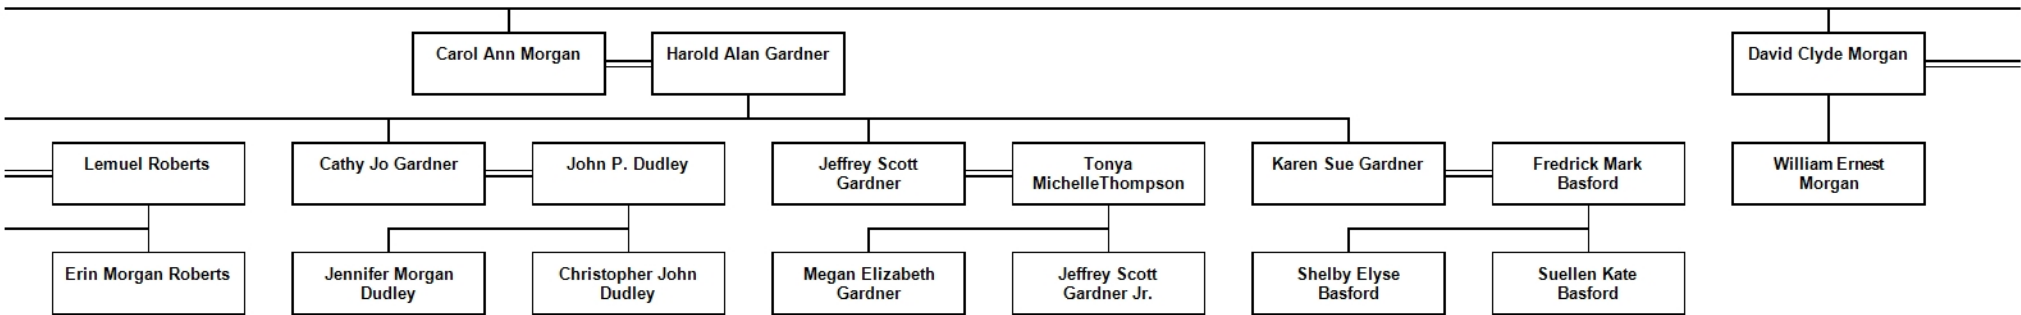 Carol Ann Morgan
Harold Alan Gardner
David Clyde Morgan
Lemuel Roberts
Cathy Jo Gardner
John P. Dudley
Jeffrey Scott
Gardner
Tonya
MichelleThompson
Karen Sue Gardner
Fredrick Mark
Basford
William Ernest
Morgan
Erin Morgan Roberts
Jennifer Morgan
Dudley
Christopher John
Dudley
Megan Elizabeth
Gardner
Jeffrey Scott
Gardner Jr.
Shelby Elyse
Basford
Suellen Kate
Basford